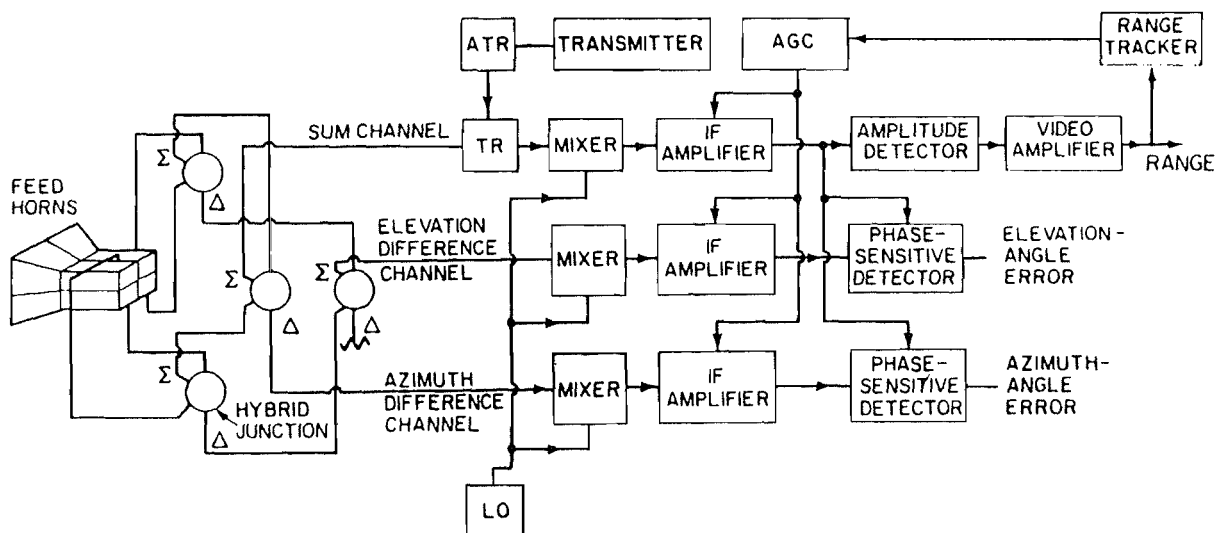 ATR
TRANSMITTER
AGC
RANGE
TRACKER
SUM CHANNEL
TR
MIXER
IF
AMPLIFIER
AMPLITUDE
DETECTOR
VIDEO
AMPLIFIER
RANGE
Σ
Δ
FEED
HORNS
ELEVATION
DIFFERENCE
CHANNEL
MIXER
IF
AMPLIFIER
PHASE-
SENSITIVE
DETECTOR
ELEVATION-
ANGLE
ERROR
Σ
Δ
Σ
Δ
Σ
Δ
HYBRID
JUNCTION
AZIMUTH
DIFFERENCE
CHANNEL
MIXER
IF
AMPLIFIER
PHASE-
SENSITIVE
DETECTOR
AZIMUTH-
ANGLE
ERROR
LO